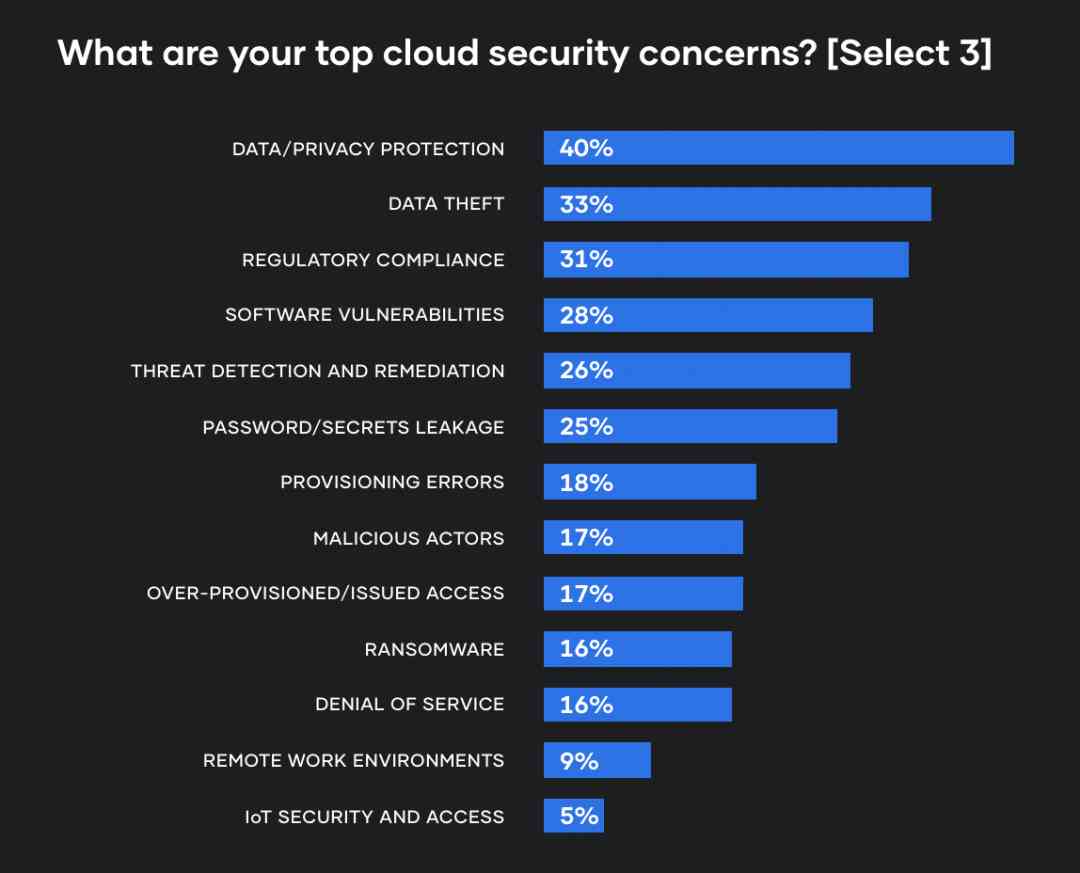 What are your top cloud security concerns? [Select 3]
DATA/PRIVACY PROTECTION 40%
DATA THEFT 33%
REGULATORY COMPLIANCE 31%
SOFTWARE VULNERABILITIES 28%
THREAT DETECTION AND REMEDIATION 26%
PASSWORD/SECRETS LEAKAGE 25%
PROVISIONING ERRORS 18%
MALICIOUS ACTORS 17%
OVER-PROVISIONED/ISSUED ACCESS 17%
RANSOMWARE 16%
DENIAL OF SERVICE 16%
REMOTE WORK ENVIRONMENTS 9%
IoT SECURITY AND ACCESS 5%